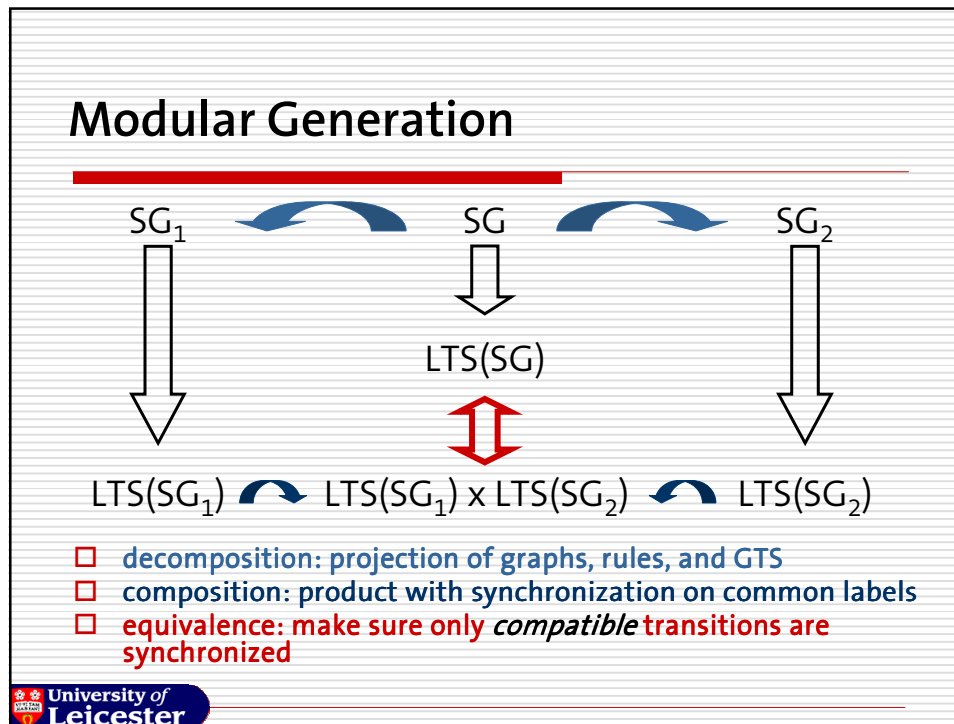 Modular Generation
SG₁ SG SG₂
LTS(SG)
LTS(SG₁) LTS(SG₁) x LTS(SG₂) LTS(SG₂)
decomposition: projection of graphs, rules, and GTS
composition: product with synchronization on common labels
equivalence: make sure only compatible transitions are
synchronized
University of
Leicester